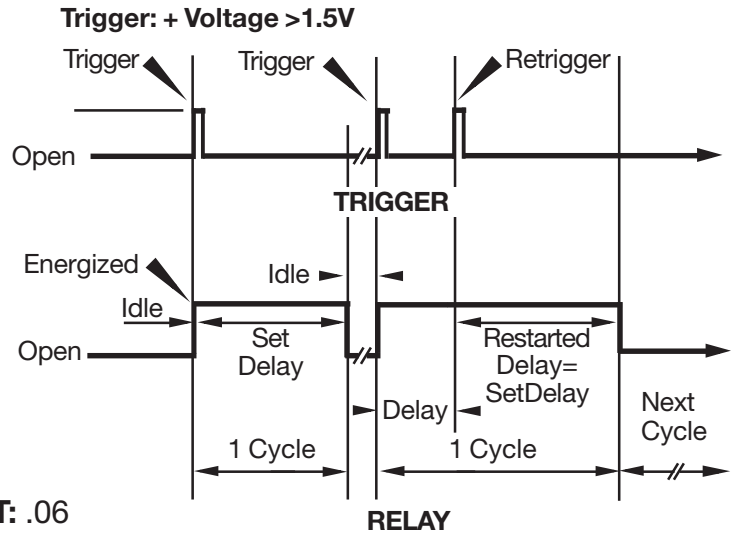 Trigger: + Voltage >1.5V
Trigger
Trigger
Retrigger
Open
TRIGGER
Energized
Idle
Idle
Open
Set
Delay
Restarted
Delay=
SetDelay
Delay
Next
Cycle
1 Cycle
1 Cycle
T: .06
RELAY